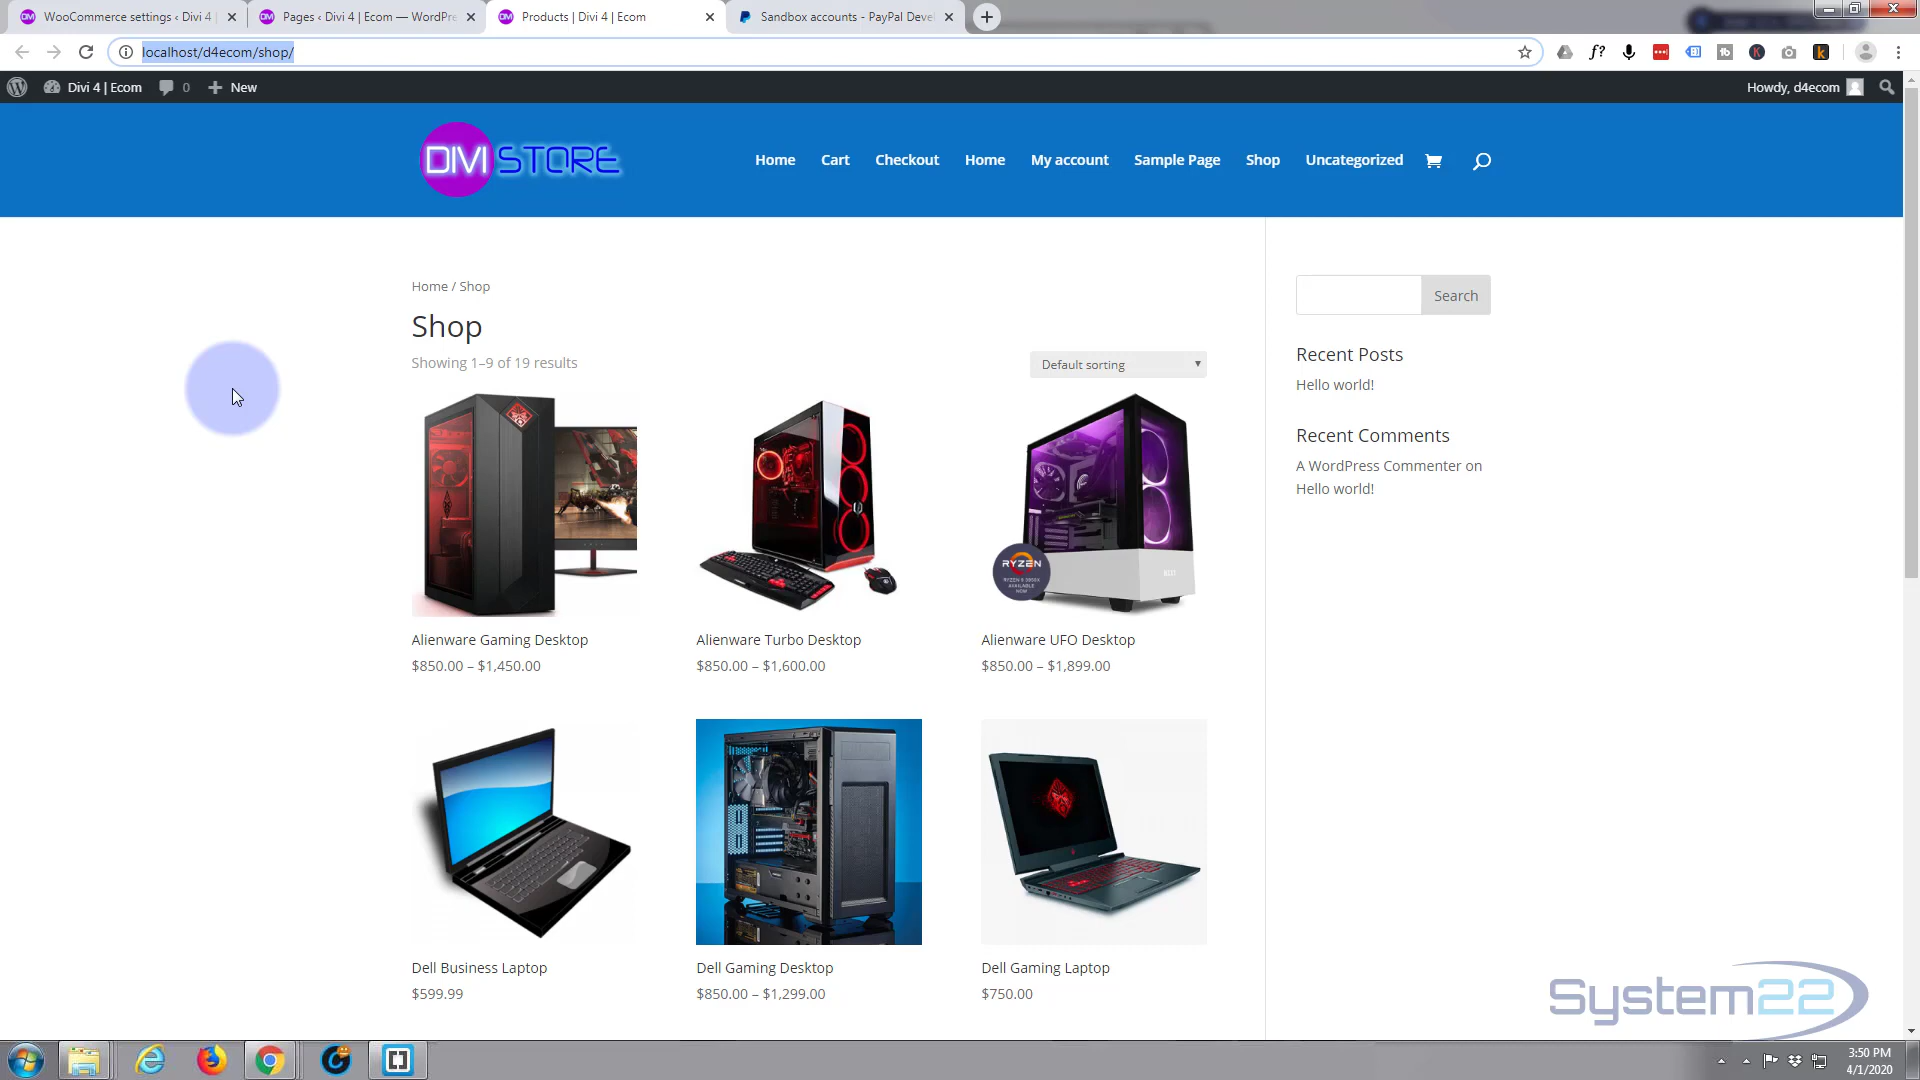 WooCommerce settings ‹ Divi 4 |
Pages ‹ Divi 4 | Ecom — WordPre
Products | Divi 4 | Ecom
Sandbox accounts - PayPal Devel
localhost/d4ecom/shop/
Divi 4 | Ecom
0
New
Howdy, d4ecom
DIVI STORE
Home
Cart
Checkout
Home
My account
Sample Page
Shop
Uncategorized
Home / Shop
Shop
Showing 1–9 of 19 results
Default sorting
Search
Recent Posts
Hello world!
Recent Comments
A WordPress Commenter on
Hello world!
RYZEN
Alienware Gaming Desktop
$850.00 – $1,450.00
Alienware Turbo Desktop
$850.00 – $1,600.00
Alienware UFO Desktop
$850.00 – $1,899.00
Dell Business Laptop
$599.99
Dell Gaming Desktop
$850.00 – $1,299.00
Dell Gaming Laptop
$750.00
System22
3:50 PM
4/1/2020